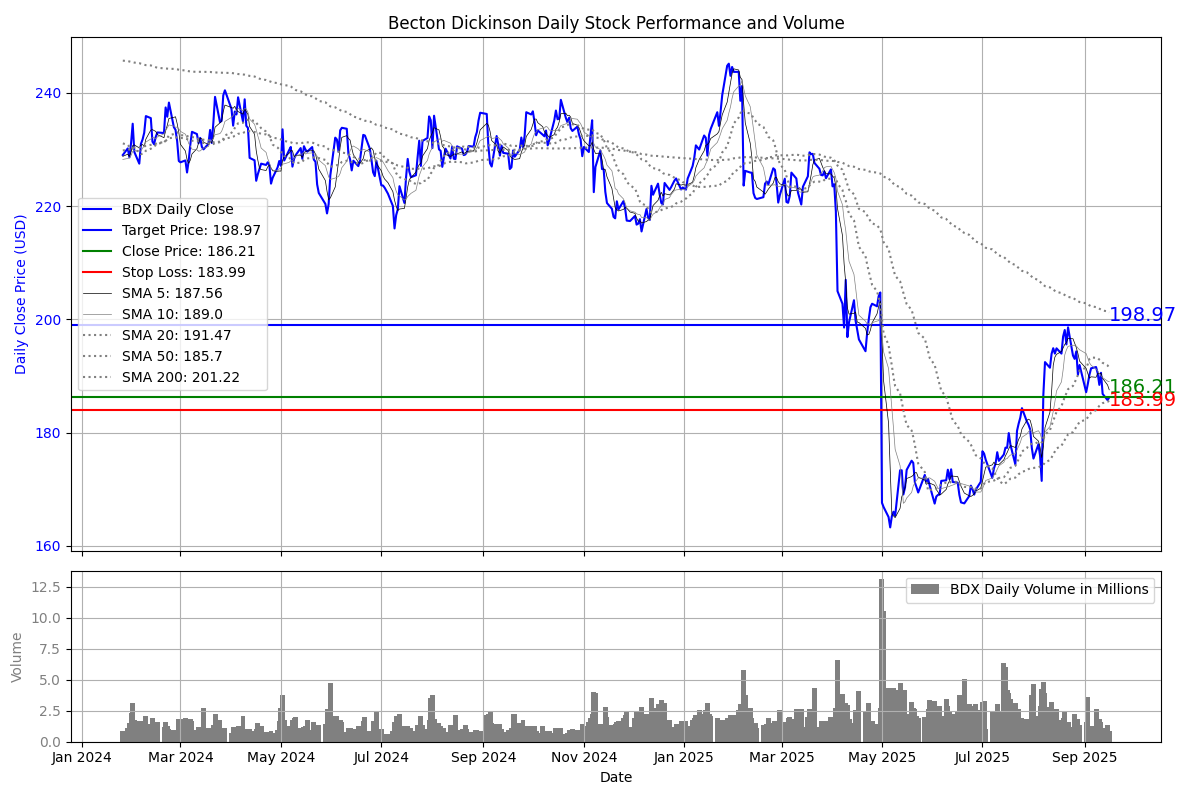 Becton Dickinson Daily Stock Performance and Volume
Daily Close Price (USD)
240
220
200
180
160
BDX Daily Close
Target Price: 198.97
Close Price: 186.21
Stop Loss: 183.99
SMA 5: 187.56
SMA 10: 189.0
SMA 20: 191.47
SMA 50: 185.7
SMA 200: 201.22
198.97
186.21
183.99
Volume
12.5
10.0
7.5
5.0
2.5
0.0
BDX Daily Volume in Millions
Jan 2024 Mar 2024 May 2024 Jul 2024 Sep 2024 Nov 2024 Jan 2025 Mar 2025 May 2025 Jul 2025 Sep 2025
Date